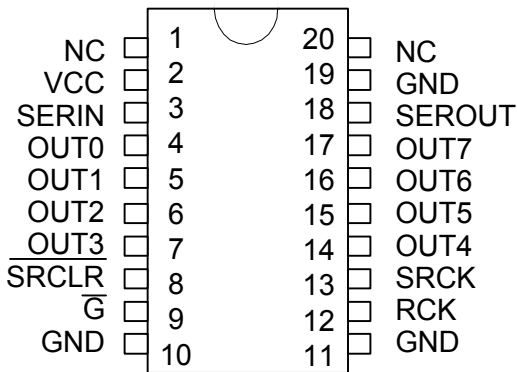 NC 1 20 NC
VCC 2 19 GND
SERIN 3 18 SEROUT
OUT0 4 17 OUT7
OUT1 5 16 OUT6
OUT2 6 15 OUT5
OUT3 7 14 OUT4
S̅R̅C̅L̅R̅ 8 13 SRCK
G̅ 9 12 RCK
GND 10 11 GND